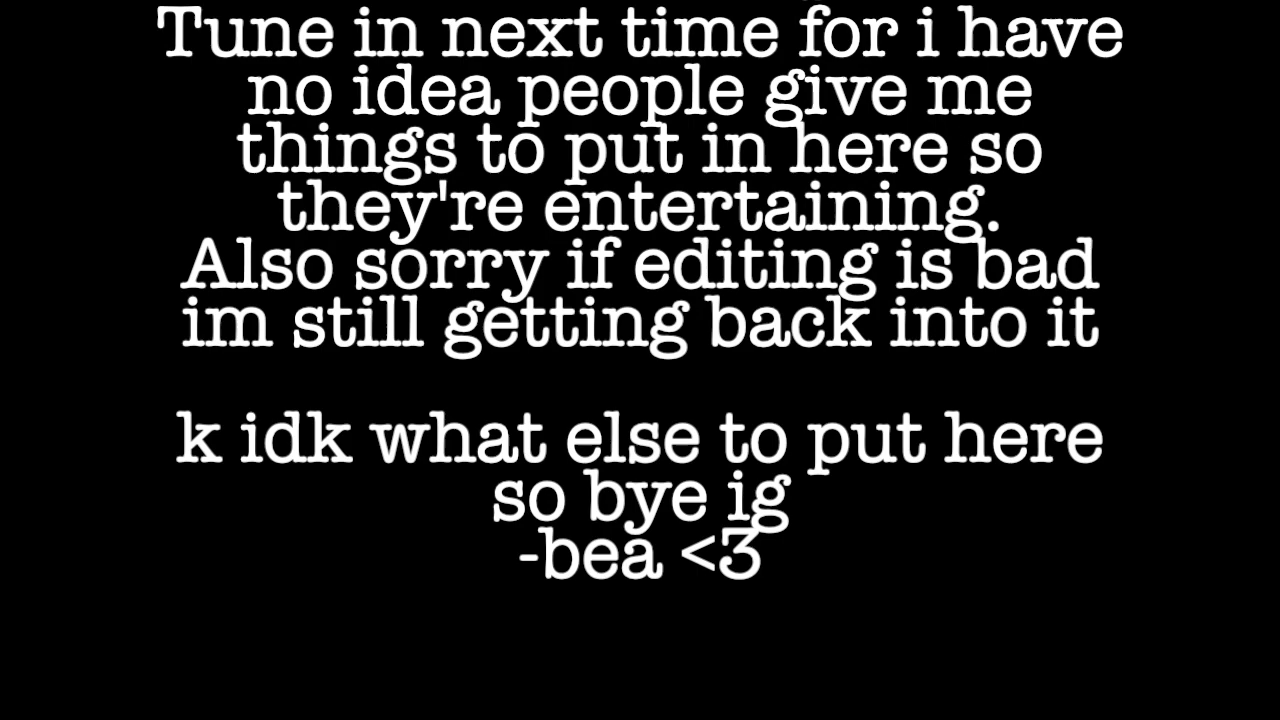 Tune in next time for i have
no idea people give me
things to put in here so
they're entertaining.
Also sorry if editing is bad
im still getting back into it
k idk what else to put here
so bye ig
-bea <3